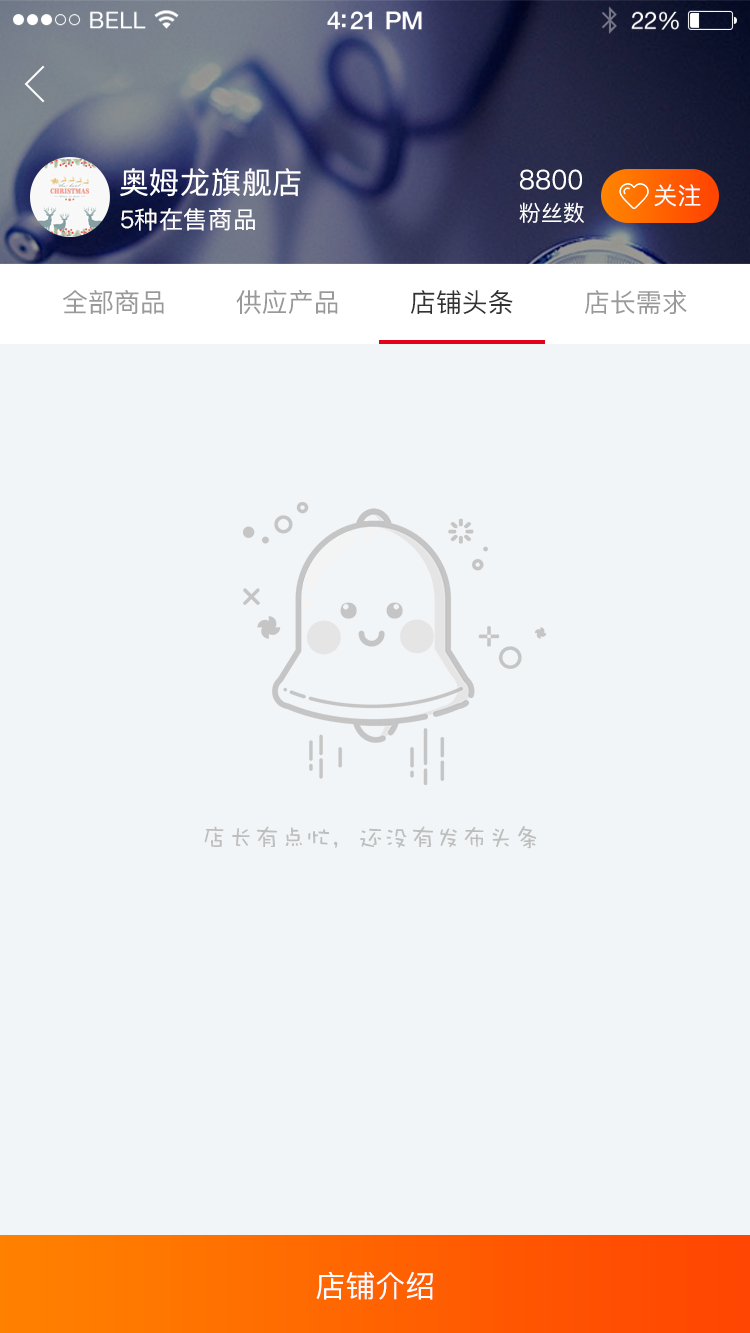 BELL 4:21 PM 22%
奥姆龙旗舰店
5种在售商品
8800
粉丝数
关注
CHRISTMAS
全部商品 供应产品 店铺头条 店长需求
店长有点忙，还没有发布头条
店铺介绍